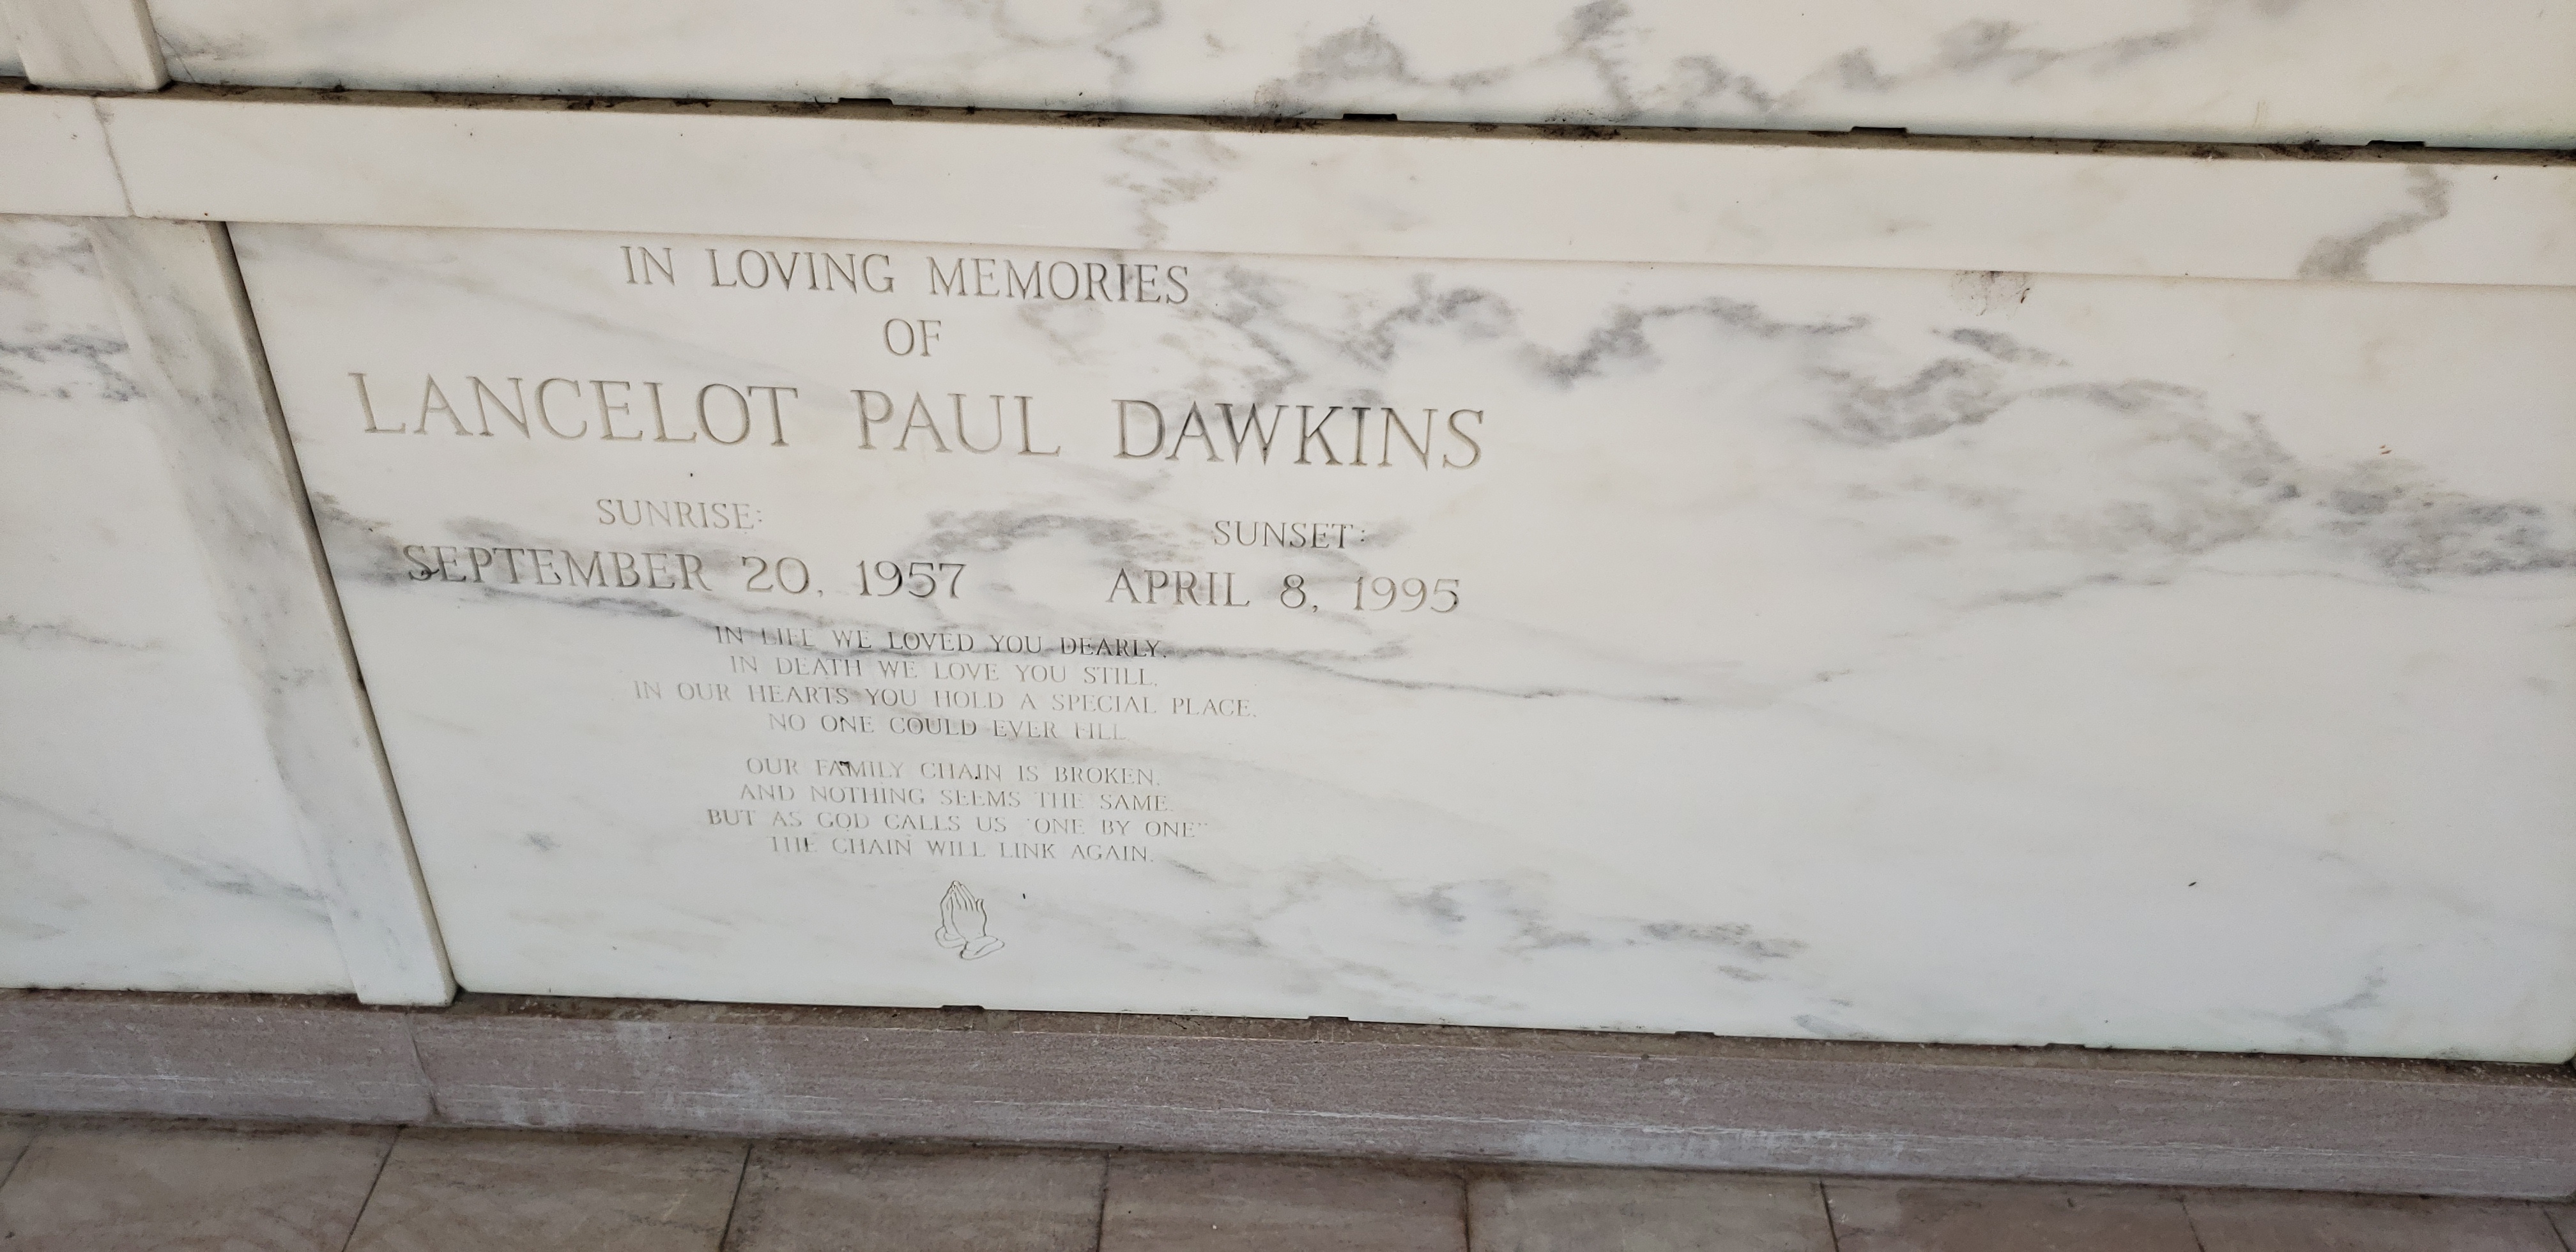 IN LOVING MEMORIES
OF
LANCELOT PAUL DAWKINS
SUNRISE: SUNSET:
SEPTEMBER 20, 1957 APRIL 8, 1995
IN LIFE WE LOVED YOU DEARLY.
IN DEATH WE LOVE YOU STILL.
IN OUR HEARTS YOU HOLD A SPECIAL PLACE.
NO ONE COULD EVER FILL.
OUR FAMILY CHAIN IS BROKEN.
AND NOTHING SEEMS THE SAME.
BUT AS GOD CALLS US "ONE BY ONE"
THE CHAIN WILL LINK AGAIN.